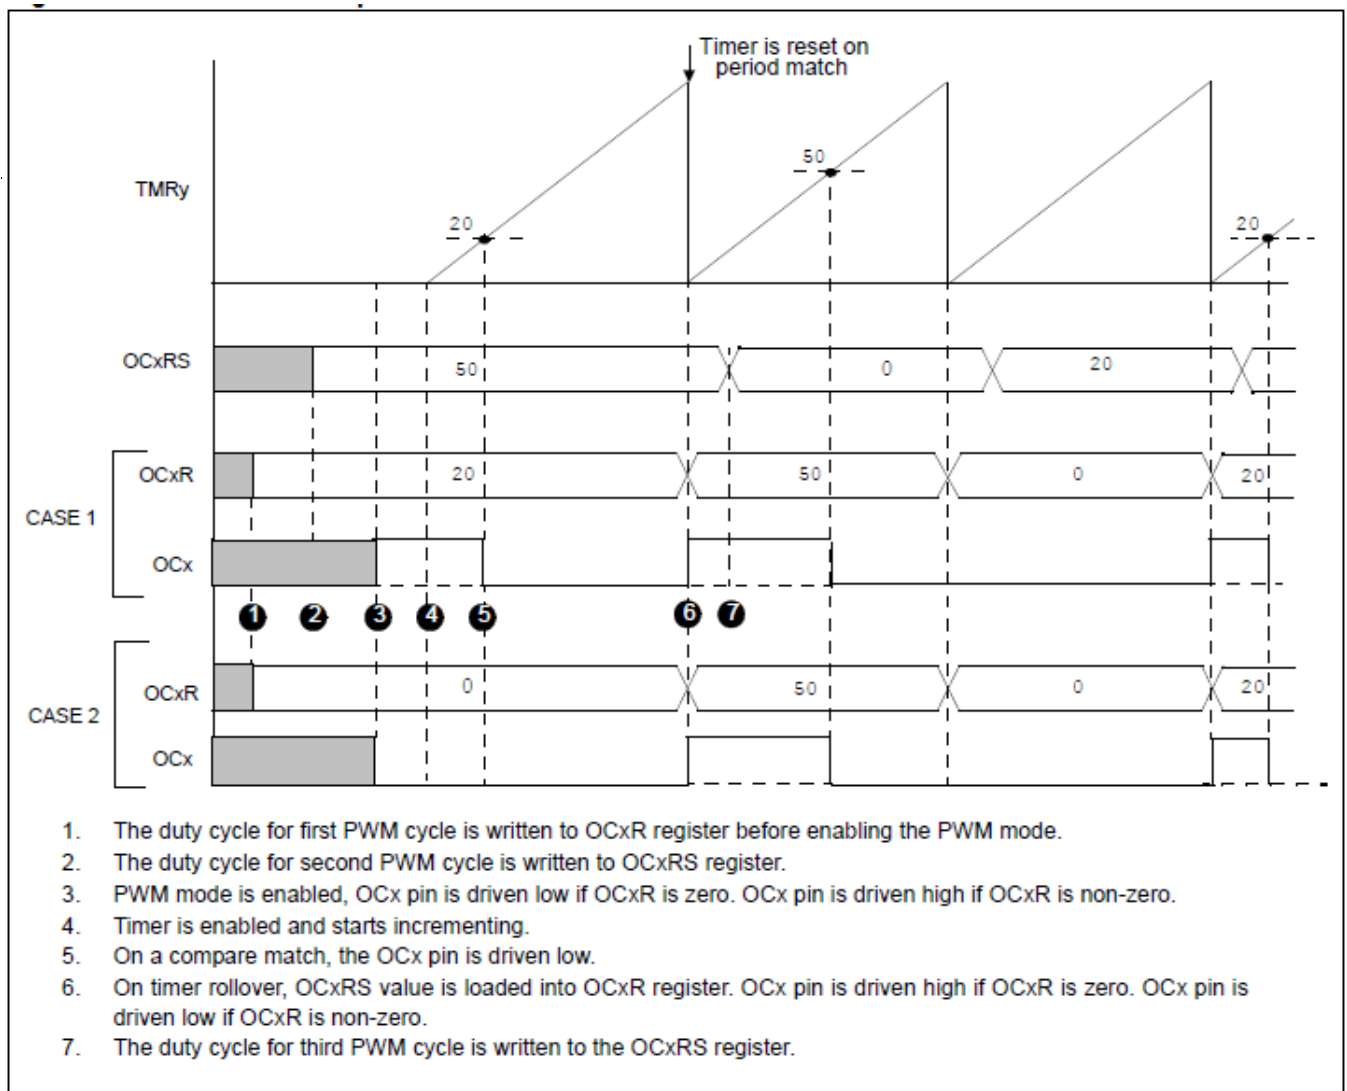 Timer is reset on
period match
50
TMRy
20
20
OCxRS
50
0
20
OCxR
20
50
0
20
CASE 1
OCx
1 2 3 4 5 6 7
OCxR
0
50
0
20
CASE 2
OCx
1. The duty cycle for first PWM cycle is written to OCxR register before enabling the PWM mode.
2. The duty cycle for second PWM cycle is written to OCxRS register.
3. PWM mode is enabled, OCx pin is driven low if OCxR is zero. OCx pin is driven high if OCxR is non-zero.
4. Timer is enabled and starts incrementing.
5. On a compare match, the OCx pin is driven low.
6. On timer rollover, OCxRS value is loaded into OCxR register. OCx pin is driven high if OCxR is zero. OCx pin is
driven low if OCxR is non-zero.
7. The duty cycle for third PWM cycle is written to the OCxRS register.